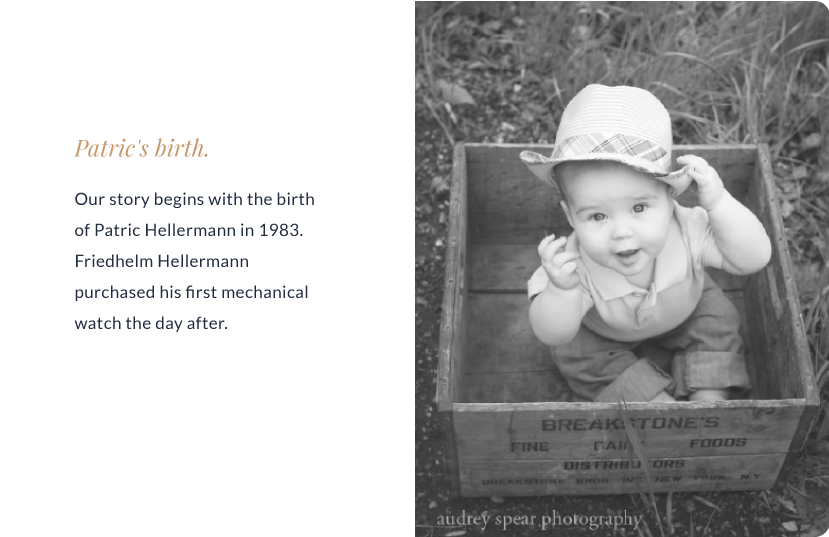 Patric's birth.
Our story begins with the birth
of Patric Hellermann in 1983.
Friedhelm Hellermann
purchased his first mechanical
watch the day after.
BREAKSTONE'S
FINE DAIRY FOODS
DISTRIBUTORS
BREAKSTONE BROS INC. NEW YORK N.Y
audrey spear photography